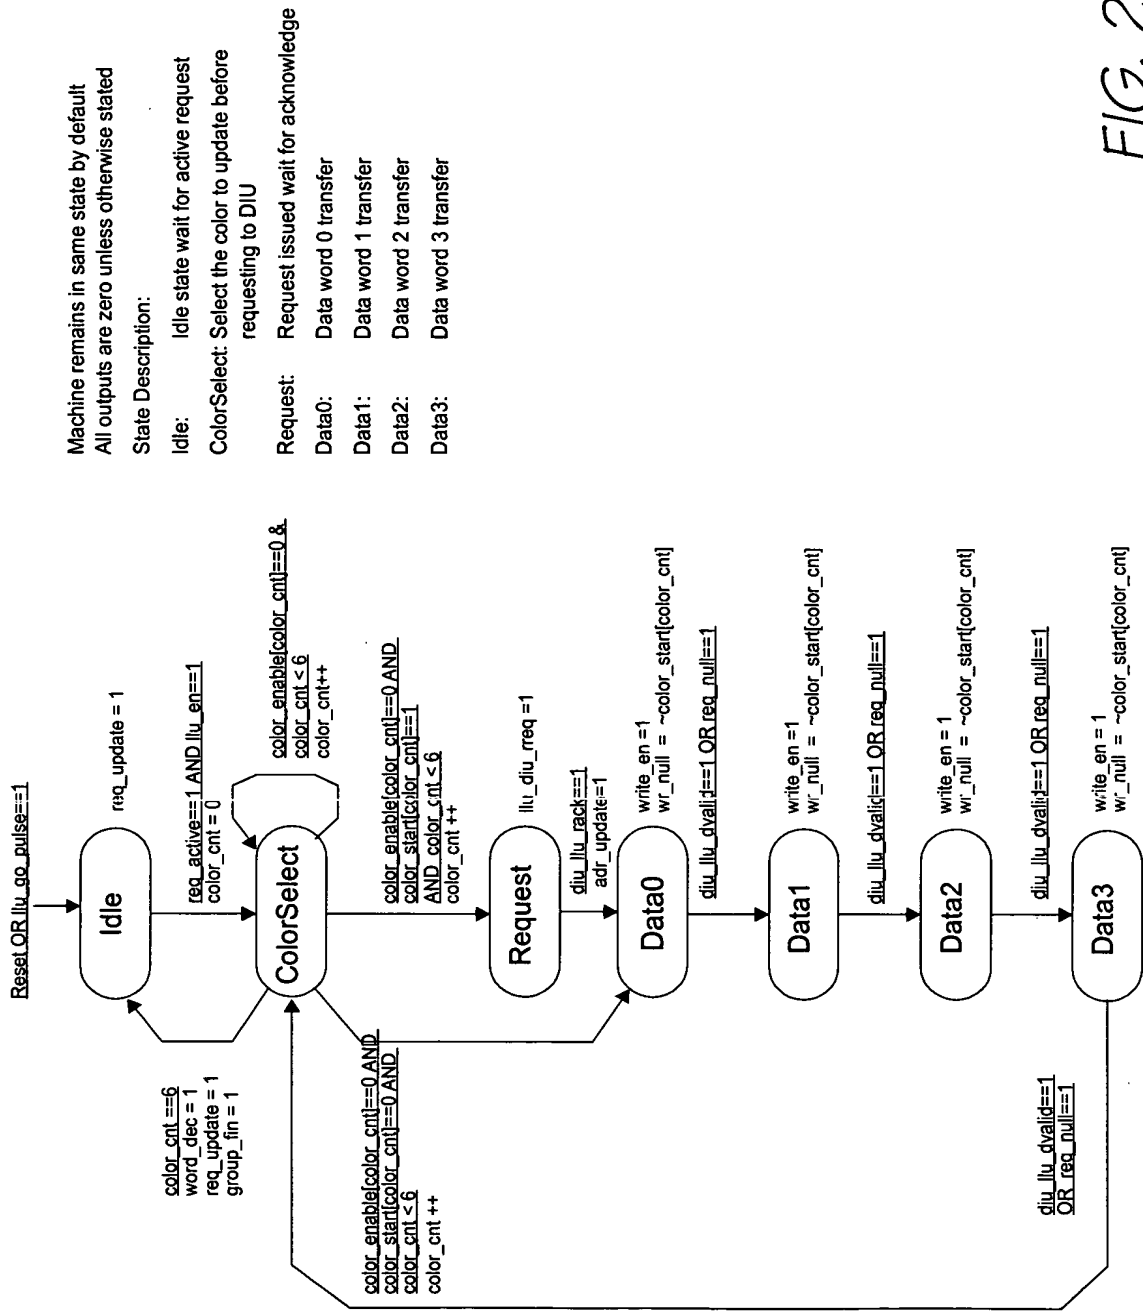 Machine remains in same state by default
All outputs are zero unless otherwise stated
State Description:
Idle: Idle state wait for active request
ColorSelect: Select the color to update before
requesting to DIU
Request: Request issued wait for acknowledge
Data0: Data word 0 transfer
Data1: Data word 1 transfer
Data2: Data word 2 transfer
Data3: Data word 3 transfer
Reset OR llu_go_pulse==1
Idle
req_update = 1
req_active==1 AND llu_en==1
color_cnt = 0
color_cnt ==6
word_dec = 1
req_update = 1
group_fin = 1
ColorSelect
color_enable[color_cnt]==0 &
color_cnt < 6
color_cnt++
color_enable[color_cnt]==0 AND
color_start[color_cnt]==1
AND color_cnt < 6
color_cnt ++
color_enable[color_cnt]==0 AND
color_start[color_cnt]==0 AND
color_cnt < 6
color_cnt ++
Request
llu_diu_rreq =1
diu_llu_rack==1
adr_update=1
Data0
write_en =1
wr_null = ~color_start[color_cnt]
diu_llu_dvalid==1 OR req_null==1
Data1
write_en =1
wr_null = ~color_start[color_cnt]
diu_llu_dvalid==1 OR req_null==1
Data2
write_en = 1
wr_null = ~color_start[color_cnt]
diu_llu_dvalid==1 OR req_null==1
Data3
write_en = 1
wr_null = ~color_start[color_cnt]
diu_llu_dvalid==1
OR req_null==1
FIG.